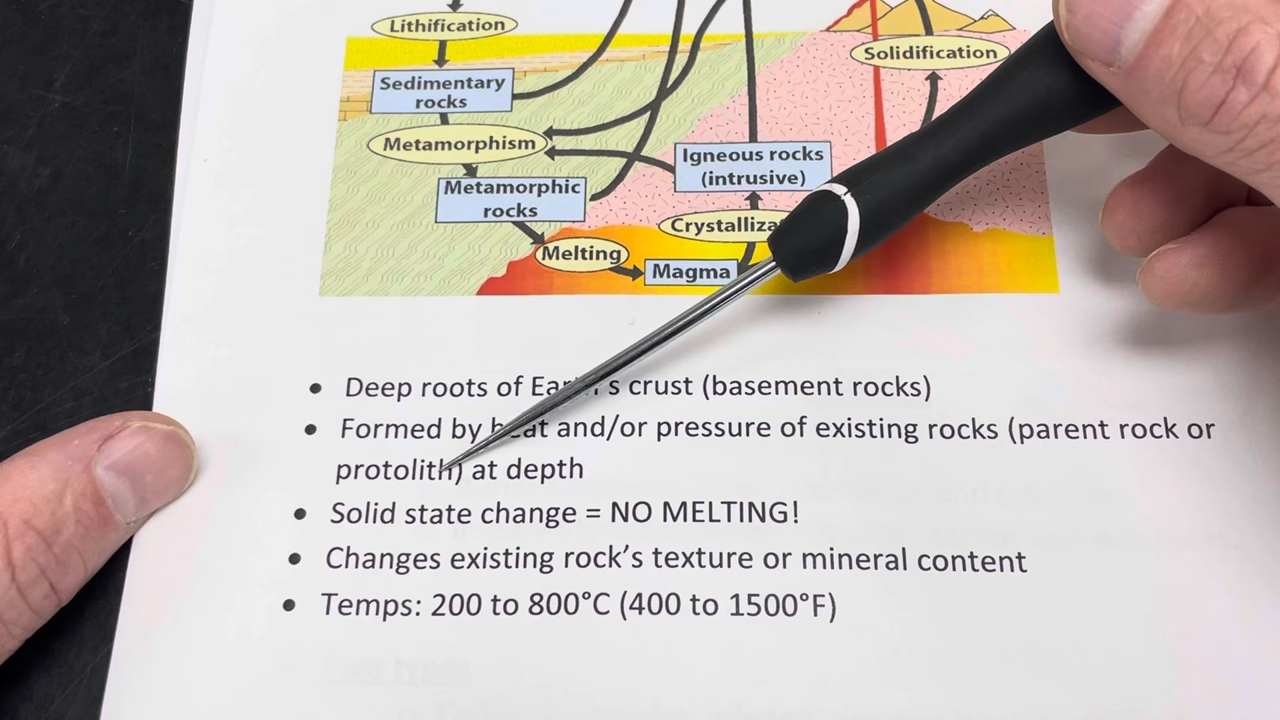 Lithification
Solidification
Sedimentary
rocks
Metamorphism
Igneous rocks
(intrusive)
Metamorphic
rocks
Melting
Magma
• Deep roots of Earth's crust (basement rocks)
• Formed by heat and/or pressure of existing rocks (parent rock or
protolith) at depth
• Solid state change = NO MELTING!
• Changes existing rock's texture or mineral content
• Temps: 200 to 800°C (400 to 1500°F)